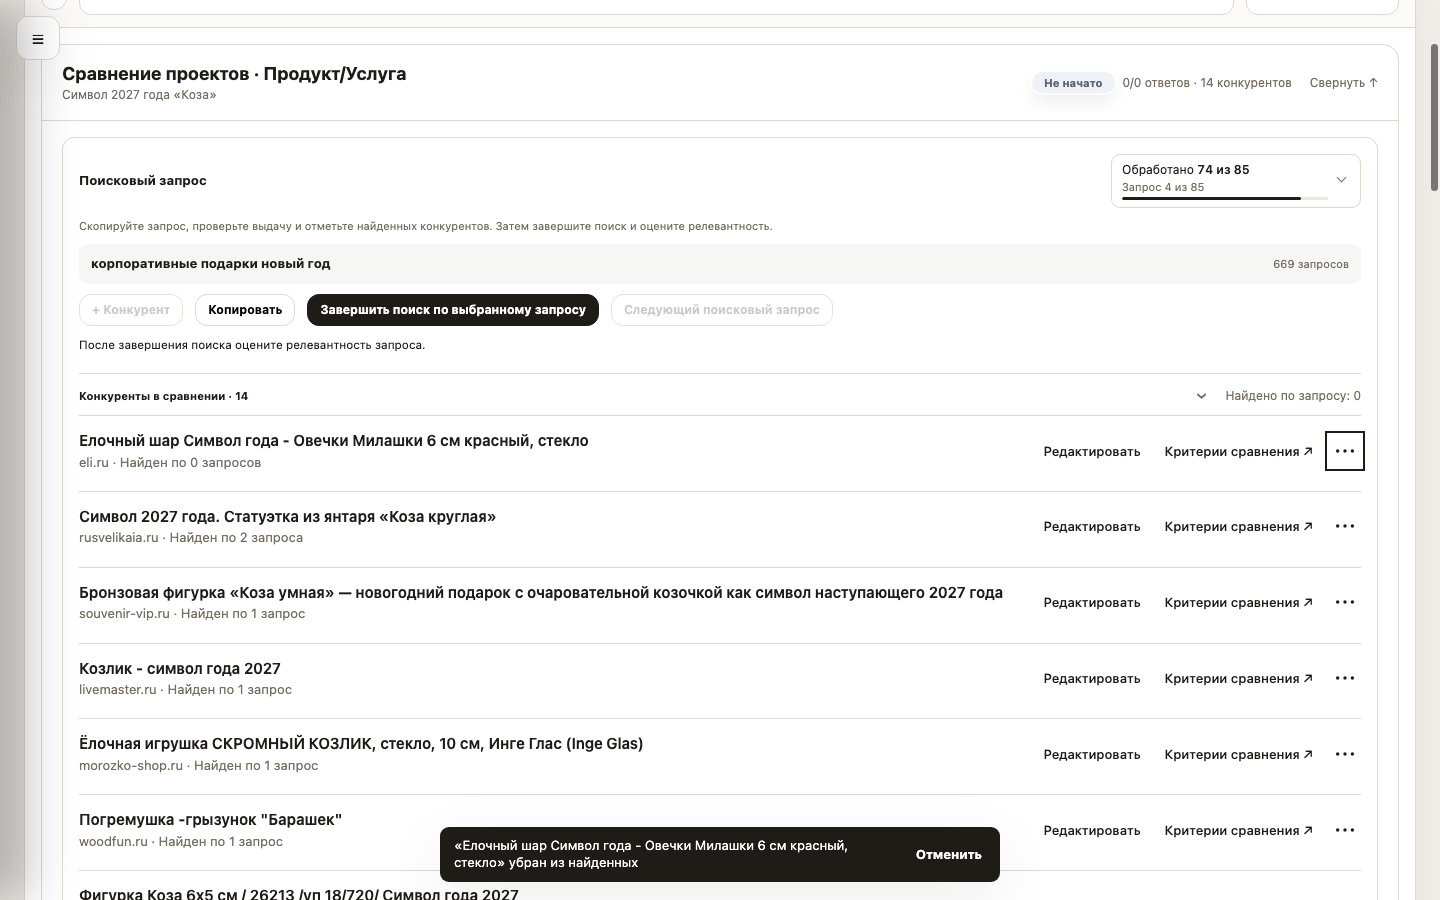 Сравнение проектов · Продукт/Услуга
Символ 2027 года «Коза»
Не начато
0/0 ответов · 14 конкурентов
Свернуть ↑
Поисковый запрос
Обработано 74 из 85
Запрос 4 из 85
Скопируйте запрос, проверьте выдачу и отметьте найденных конкурентов. Затем завершите поиск и оцените релевантность.
корпоративные подарки новый год
669 запросов
+ Конкурент
Копировать
Завершить поиск по выбранному запросу
Следующий поисковый запрос
После завершения поиска оцените релевантность запроса.
Конкуренты в сравнении · 14
Найдено по запросу: 0
Елочный шар Символ года - Овечки Милашки 6 см красный, стекло
eli.ru · Найден по 0 запросов
Редактировать
Критерии сравнения ↗
Символ 2027 года. Статуэтка из янтаря «Коза круглая»
rusvelikaia.ru · Найден по 2 запроса
Редактировать
Критерии сравнения ↗
Бронзовая фигурка «Коза умная» — новогодний подарок с очаровательной козочкой как символ наступающего 2027 года
souvenir-vip.ru · Найден по 1 запрос
Редактировать
Критерии сравнения ↗
Козлик - символ года 2027
livemaster.ru · Найден по 1 запрос
Редактировать
Критерии сравнения ↗
Ёлочная игрушка СКРОМНЫЙ КОЗЛИК, стекло, 10 см, Инге Глас (Inge Glas)
morozko-shop.ru · Найден по 1 запрос
Редактировать
Критерии сравнения ↗
Погремушка -грызунок "Барашек"
woodfun.ru · Найден по 1 запрос
Редактировать
Критерии сравнения ↗
«Елочный шар Символ года - Овечки Милашки 6 см красный,
стекло» убран из найденных
Отменить
Фигурка Коза 6х5 см / 26213 /уп 18/720/ Символ года 2027